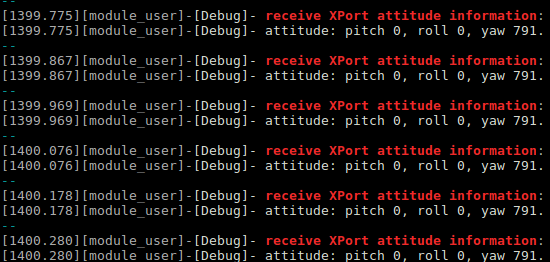 --
[1399.775][module_user]-[Debug]- receive XPort attitude information:
[1399.775][module_user]-[Debug]- attitude: pitch 0, roll 0, yaw 791.
--
[1399.867][module_user]-[Debug]- receive XPort attitude information:
[1399.867][module_user]-[Debug]- attitude: pitch 0, roll 0, yaw 791.
--
[1399.969][module_user]-[Debug]- receive XPort attitude information:
[1399.969][module_user]-[Debug]- attitude: pitch 0, roll 0, yaw 791.
--
[1400.076][module_user]-[Debug]- receive XPort attitude information:
[1400.076][module_user]-[Debug]- attitude: pitch 0, roll 0, yaw 791.
--
[1400.178][module_user]-[Debug]- receive XPort attitude information:
[1400.178][module_user]-[Debug]- attitude: pitch 0, roll 0, yaw 791.
--
[1400.280][module_user]-[Debug]- receive XPort attitude information:
[1400.280][module_user]-[Debug]- attitude: pitch 0, roll 0, yaw 791.